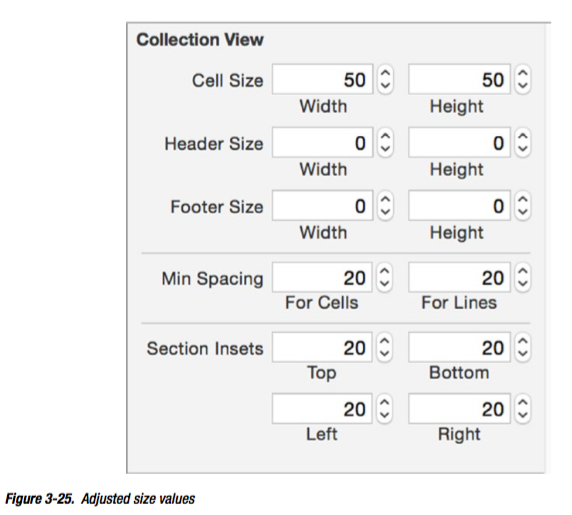 Collection View
Cell Size 50 50
Width Height
Header Size 0 0
Width Height
Footer Size 0 0
Width Height
Min Spacing 20 20
For Cells For Lines
Section Insets 20 20
Top Bottom
20 20
Left Right
Figure 3-25. Adjusted size values